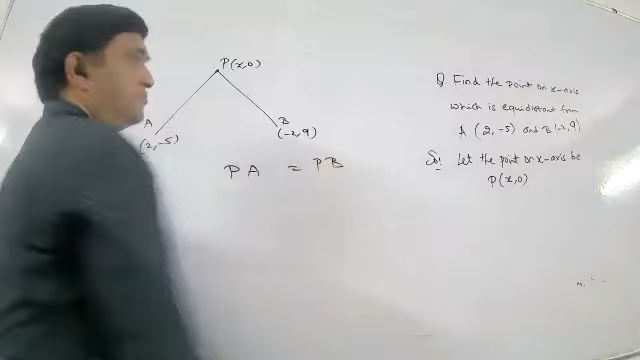 P(x,0)
A
(2,-5)
B
(-2,9)
PA = PB
Q Find the point on x-axis
which is equidistant from
A (2,-5) and B(-2,9)
Sol Let the point on x-axis be
P(x,0)